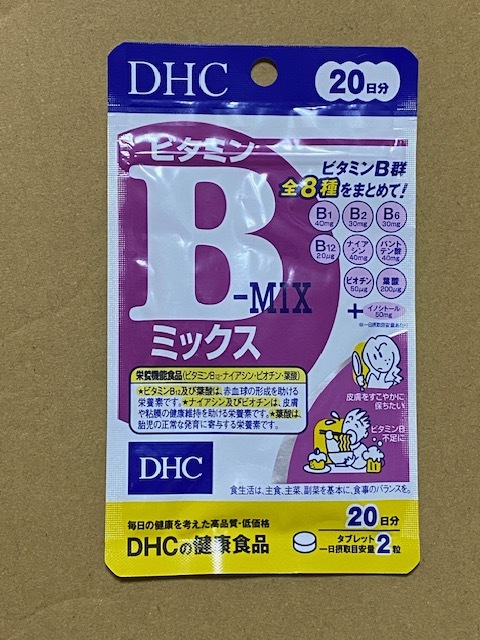 DHC
20日分
ビタミン
B
-MIX
ミックス
ビタミンB群
全8種をまとめて!
B1
40mg
B2
30mg
B6
30mg
B12
20μg
ナイアシン
40mg
パントテン酸
40mg
ビオチン
50μg
葉酸
200μg
+
イノシトール
50mg
※一日摂取目安量あたり
栄養機能食品(ビタミンB12・ナイアシン・ビオチン・葉酸)
★ビタミンB12及び葉酸は、赤血球の形成を助ける
栄養素です。★ナイアシン及びビオチンは、皮膚
や粘膜の健康維持を助ける栄養素です。★葉酸は、
胎児の正常な発育に寄与する栄養素です。
皮膚をすこやかに
保ちたい
ビタミンB
不足に
DHC
食生活は、主食、主菜、副菜を基本に、食事のバランスを。
毎日の健康を考えた高品質・低価格
DHCの健康食品
20日分
タブレット
一日摂取目安量2粒